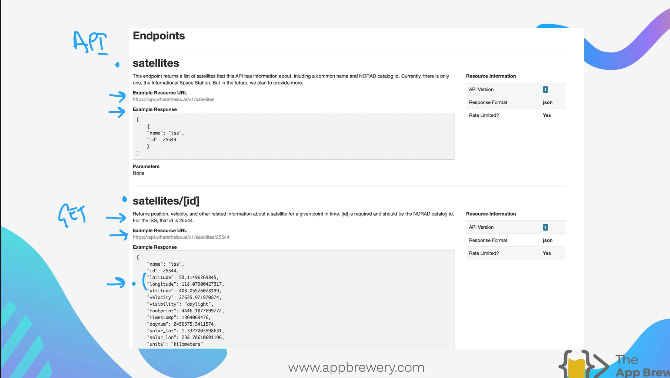 API
Endpoints
satellites
This endpoint returns a list of satellites that this API has information about, inluding a common name and NORAD catalog id. Currently, there is only
one, the International Space Station. But in the future, we plan to provide more.
Example Resource URL
https://api.wheretheiss.at/v1/satellites
Example Response
[
{
"name": "iss",
"id": 25544
}
]
Parameters
None
Resource Information
API Version
1
Response Format json
Rate Limited? Yes
GET
satellites/[id]
Returns position, velocity, and other related information about a satellite for a given point in time. [id] is required and should be the NORAD catalog id.
For the ISS, that id is 25544.
Example Resource URL
https://api.wheretheiss.at/v1/satellites/25544
Example Response
{
"name": "iss",
"id": 25544,
"latitude": 50.11496269845,
"longitude": 118.07900427317,
"altitude": 408.05526028199,
"velocity": 27635.971970874,
"visibility": "daylight",
"footprint": 4446.1877699772,
"timestamp": 1364069476,
"daynum": 2456375.3411574,
"solar_lat": 1.3327003598631,
"solar_lon": 238.78610691196,
"units": "kilometers"
Resource Information
API Version
1
Response Format json
Rate Limited? Yes
www.appbrewery.com
The
App Brew